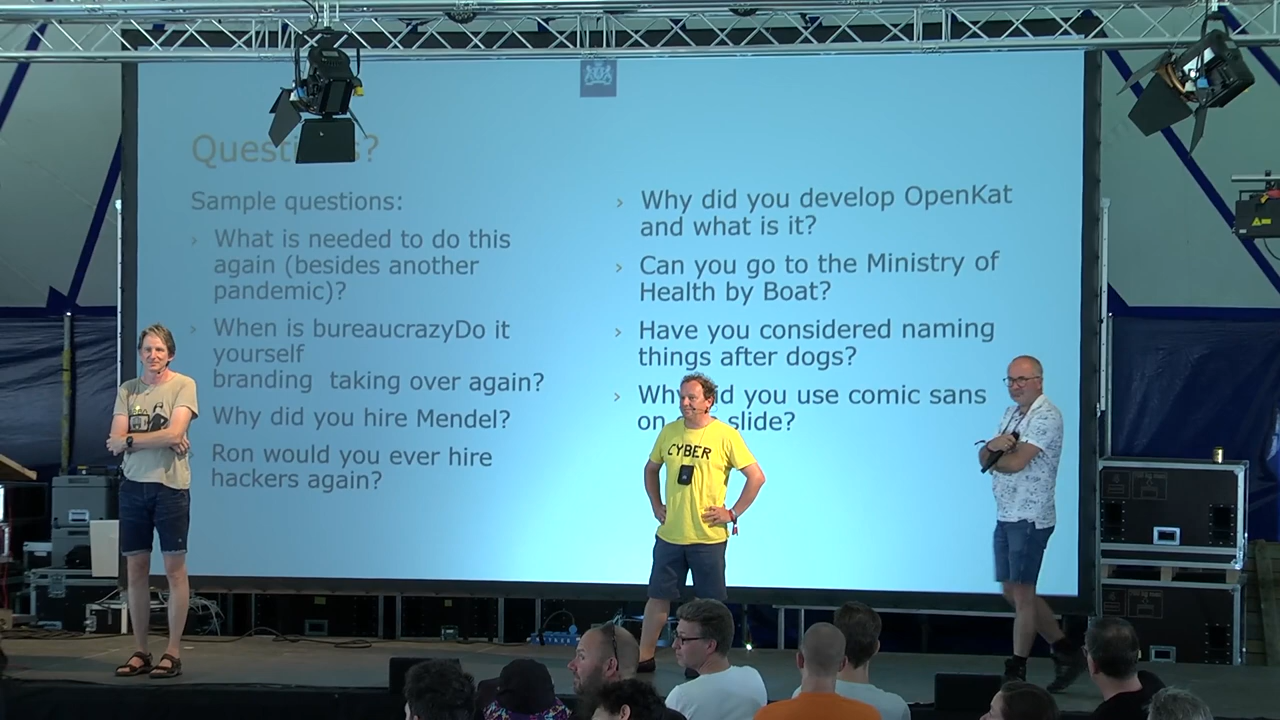 Questions?
Sample questions:
› What is needed to do this
again (besides another
pandemic)?
› When is bureaucrazyDo it
yourself
branding taking over again?
Why did you hire Mendel?
Ron would you ever hire
hackers again?
› Why did you develop OpenKat
and what is it?
› Can you go to the Ministry of
Health by Boat?
› Have you considered naming
things after dogs?
› Why did you use comic sans
on slide?
CYBER